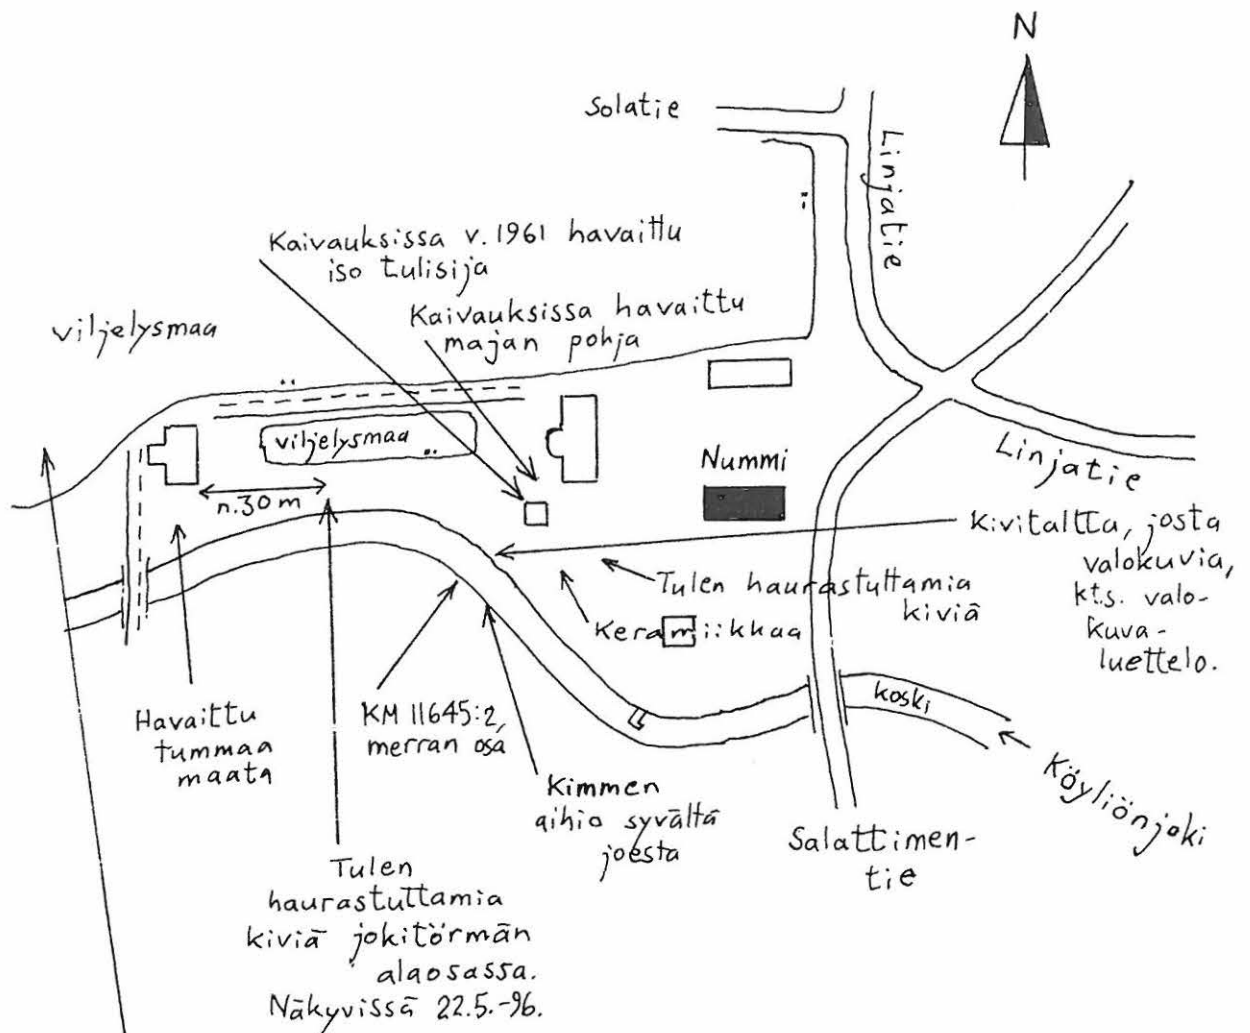 N
Solatie
Linjatie
Kaivauksissa v. 1961 havaittu
iso tulisija
Kaivauksissa havaittu
majan pohja
viljelysmaa
viljelysmaa
n. 30 m
Nummi
Linjatie
Kivitaltta, josta
valokuvia,
kts. valo-
kuva-
luettelo.
Tulen haurastuttamia
kiviä
Keramiikkaa
Havaittu
tummaa
maata
KM 11645:2,
merran osa
Kimmen
aihio syvältä
joesta
koski
Köyliönjoki
Salattimen-
tie
Tulen
haurastuttamia
kiviä jokitörmän
alaosassa.
Näkyvissä 22.5.-96.